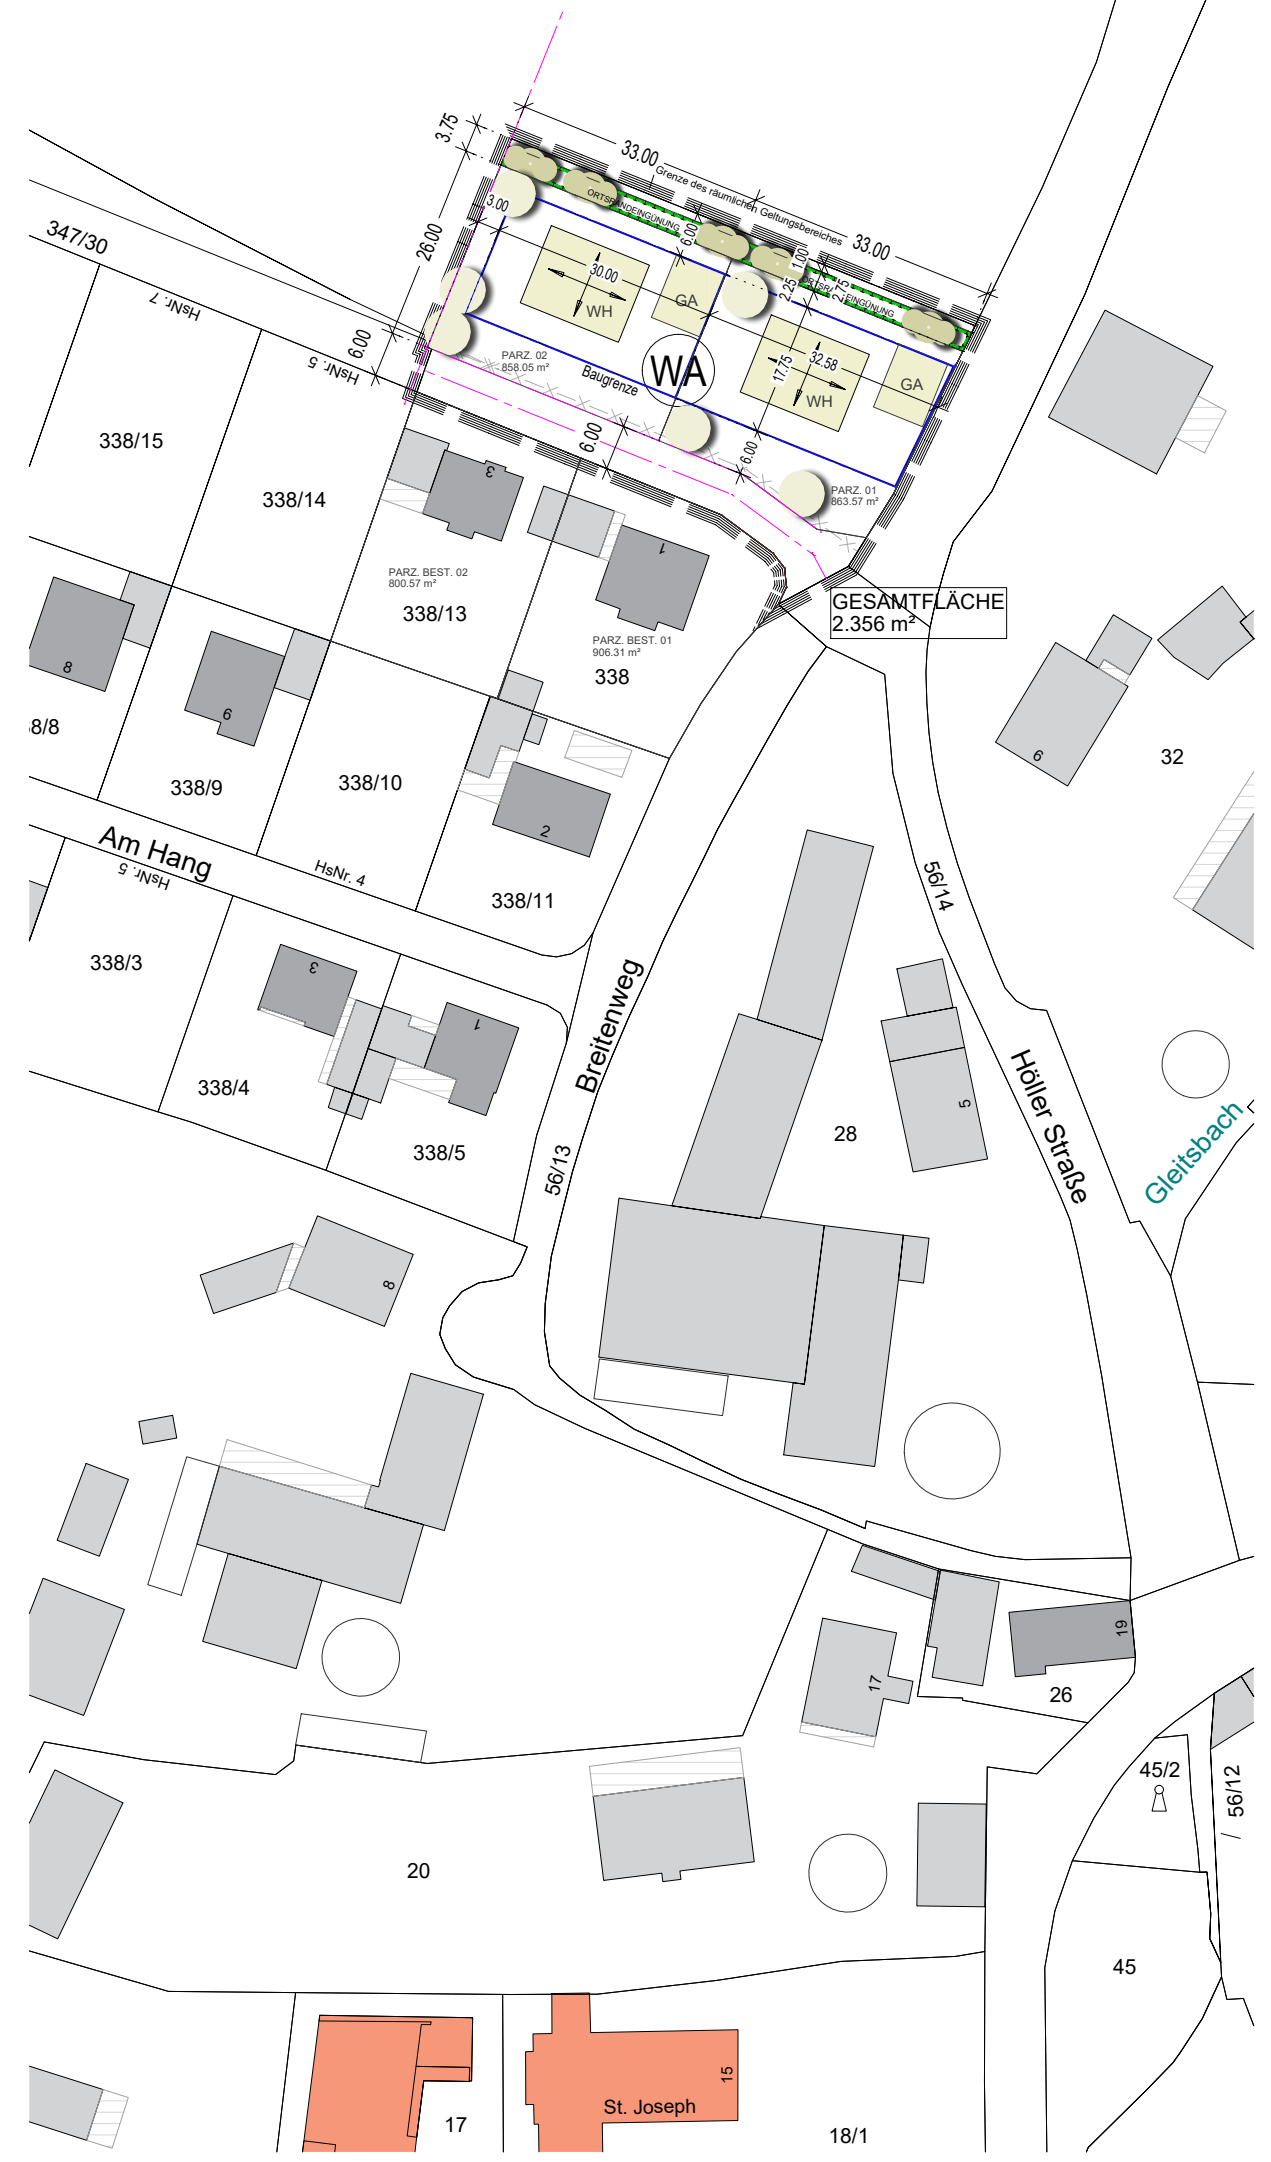 3.75
33.00
Grenze des räumlichen Geltungsbereiches
33.00
ORTSRANDEINGÜNUNG
3.00
6.00
1.00
2.25
2.75
26.00
30.00
WH
GA
347/30
HsNr. 7
HsNr. 5
6.00
PARZ. 02
858.05 m²
Baugrenze
WA
17.75
32.58
WH
GA
6.00
6.00
PARZ. 01
863.57 m²
338/15
338/14
3
1
PARZ. BEST. 02
800.57 m²
338/13
GESAMTFLÄCHE
2.356 m²
PARZ. BEST. 01
906.31 m²
338
8
6
8/8
338/9
338/10
2
338/11
6
32
Am Hang
HsNr. 5
HsNr. 4
56/14
338/3
3
1
338/4
338/5
Breitenweg
56/13
28
5
Höller Straße
Gleitsbach
8
19
17
26
45/2
56/12
20
45
15
St. Joseph
17
18/1